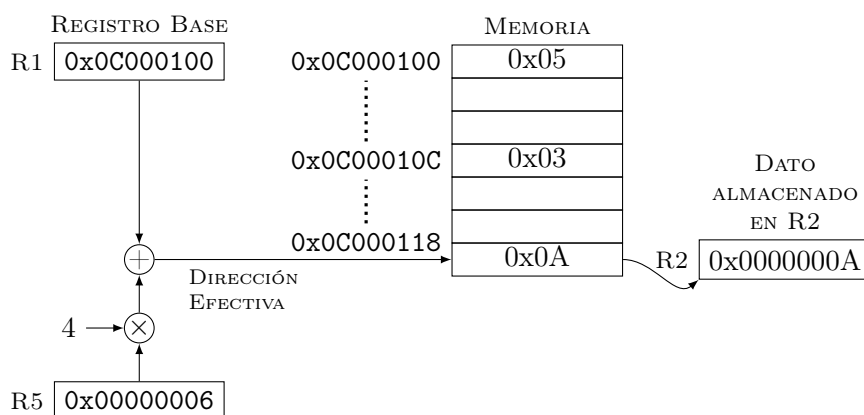 REGISTRO BASE
R1 0x0C000100
MEMORIA
0x0C000100 0x05
0x0C00010C 0x03
0x0C000118 0x0A
DATO
ALMACENADO
EN R2
R2 0x0000000A
+
DIRECCIÓN
EFECTIVA
4 ×
R5 0x00000006